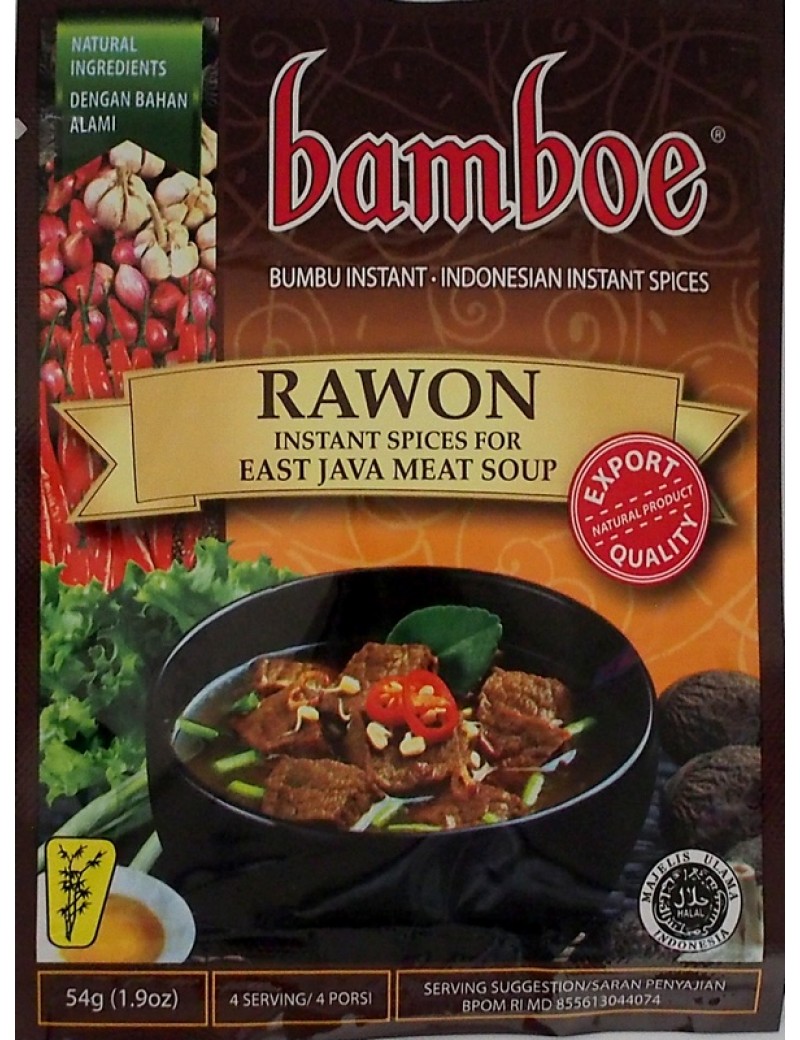 NATURAL
INGREDIENTS
DENGAN BAHAN
ALAMI
bamboe®
BUMBU INSTANT · INDONESIAN INSTANT SPICES
RAWON
INSTANT SPICES FOR
EAST JAVA MEAT SOUP
EXPORT
NATURAL PRODUCT
QUALITY
MAJELIS ULAMA
حلال
HALAL
INDONESIA
54g (1.9oz)
4 SERVING/ 4 PORSI
SERVING SUGGESTION/SARAN PENYAJIAN
BPOM RI MD 855613044074